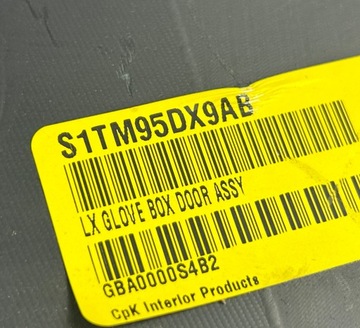 S1TM95DX9AB
LX GLOVE BOX DOOR ASSY
GBA0000S4B2
CpK Interior Products